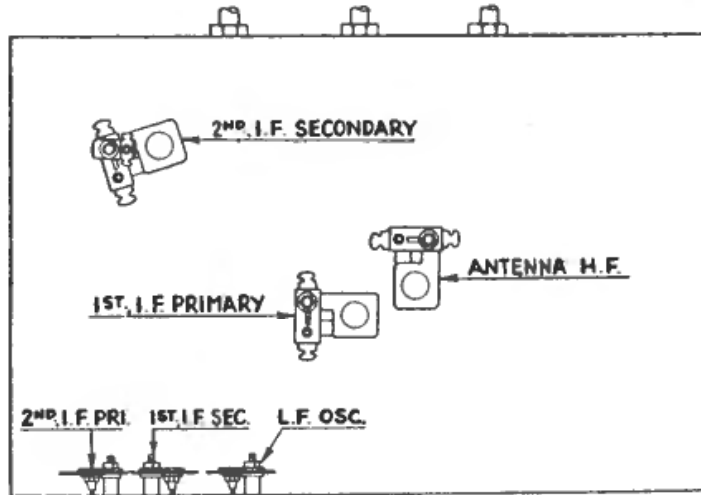 2ND. I.F. SECONDARY
ANTENNA H.F.
1ST. I.F. PRIMARY
2ND. I.F. PRI. 1ST. I.F. SEC. L.F. OSC.